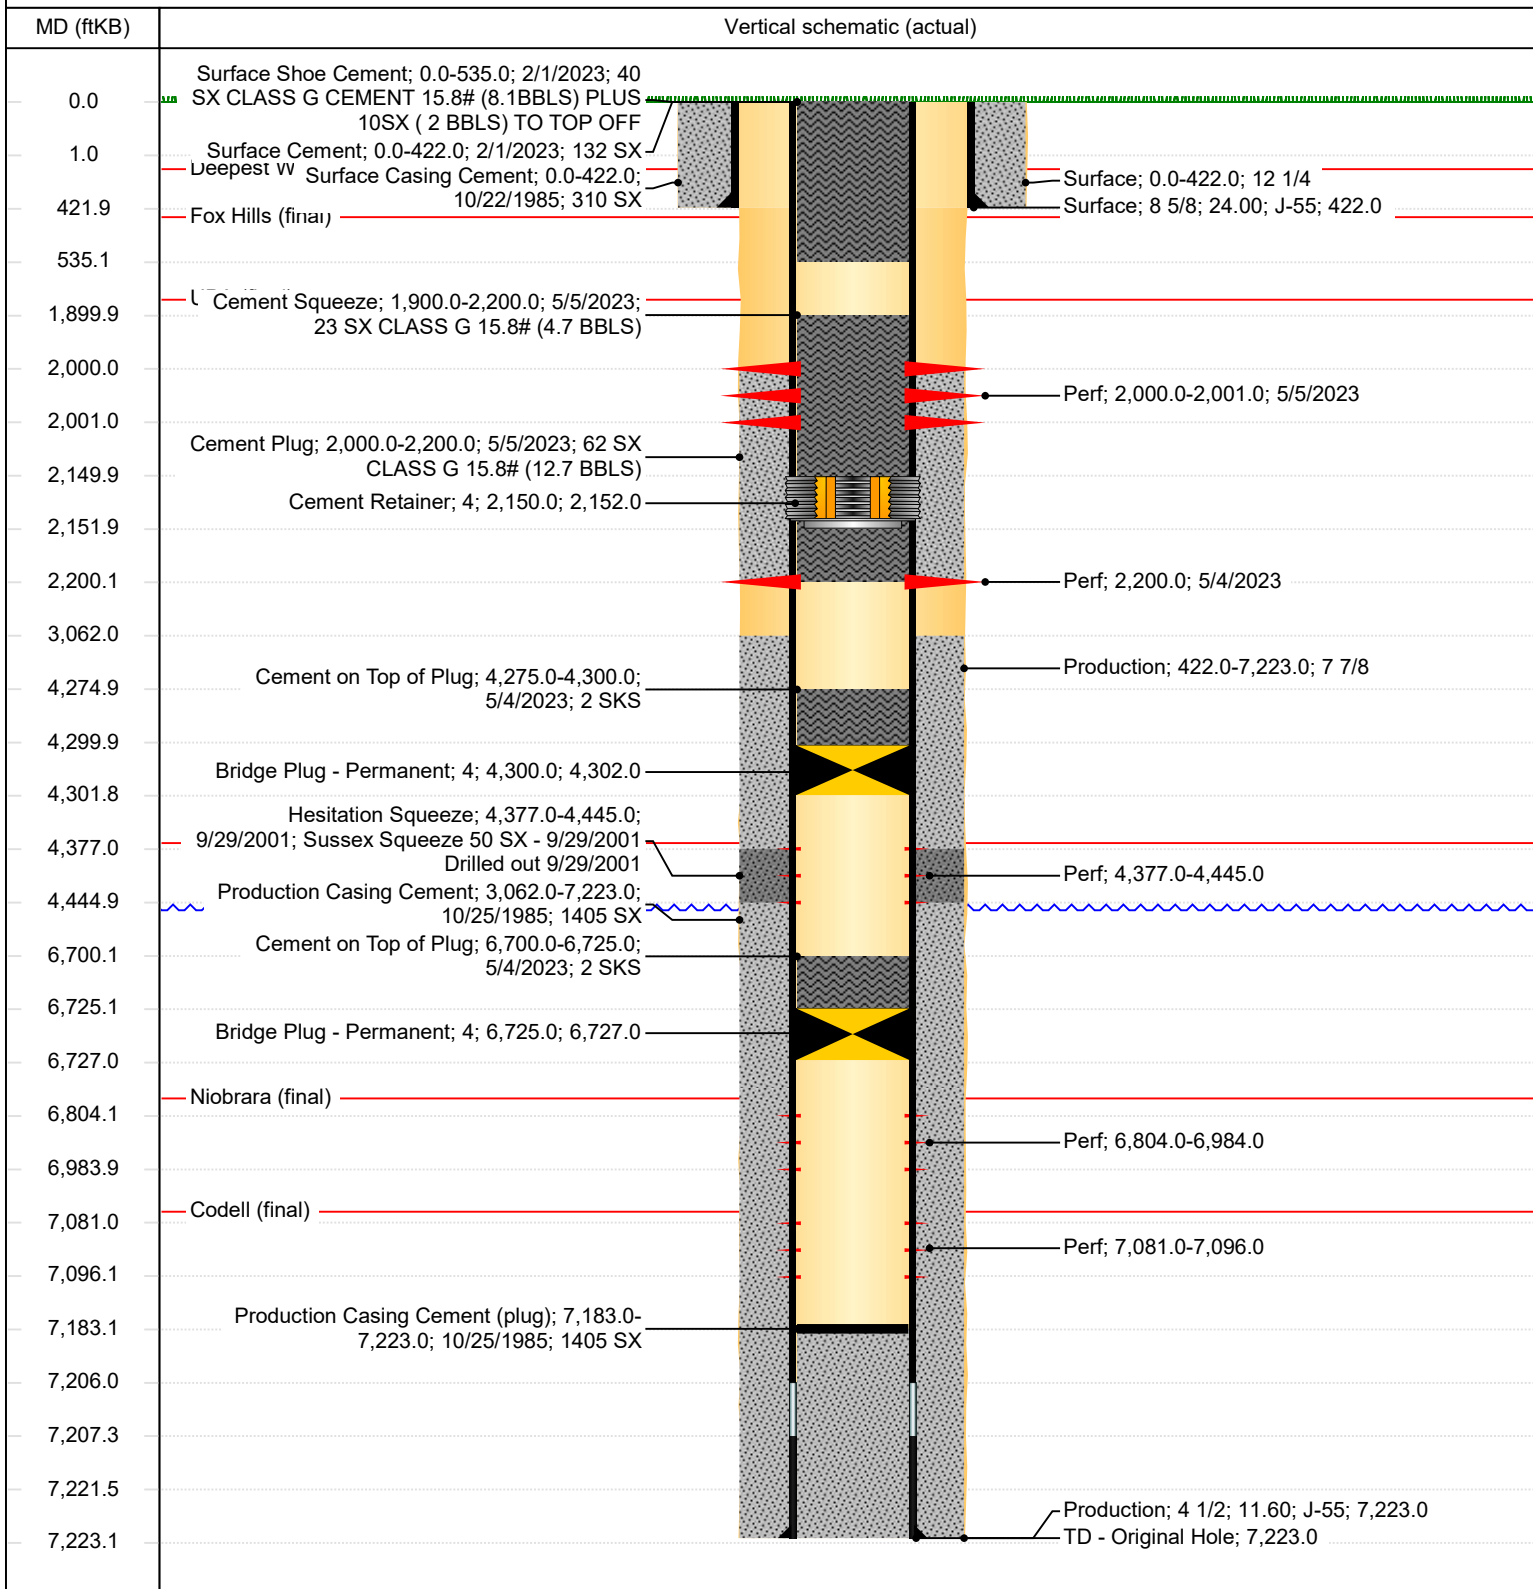 MD (ftKB)
Vertical schematic (actual)
Surface Shoe Cement; 0.0-535.0; 2/1/2023; 40
SX CLASS G CEMENT 15.8# (8.1BBLS) PLUS
10SX ( 2 BBLS) TO TOP OFF
0.0
Surface Cement; 0.0-422.0; 2/1/2023; 132 SX
1.0
Deepest W
Surface Casing Cement; 0.0-422.0;
10/22/1985; 310 SX
Surface; 0.0-422.0; 12 1/4
Surface; 8 5/8; 24.00; J-55; 422.0
421.9
Fox Hills (final)
535.1
Cement Squeeze; 1,900.0-2,200.0; 5/5/2023;
23 SX CLASS G 15.8# (4.7 BBLS)
1,899.9
2,000.0
Perf; 2,000.0-2,001.0; 5/5/2023
2,001.0
Cement Plug; 2,000.0-2,200.0; 5/5/2023; 62 SX
CLASS G 15.8# (12.7 BBLS)
2,149.9
Cement Retainer; 4; 2,150.0; 2,152.0
2,151.9
2,200.1
Perf; 2,200.0; 5/4/2023
3,062.0
Production; 422.0-7,223.0; 7 7/8
Cement on Top of Plug; 4,275.0-4,300.0;
5/4/2023; 2 SKS
4,274.9
4,299.9
Bridge Plug - Permanent; 4; 4,300.0; 4,302.0
4,301.8
Hesitation Squeeze; 4,377.0-4,445.0;
9/29/2001; Sussex Squeeze 50 SX - 9/29/2001
Drilled out 9/29/2001
4,377.0
Perf; 4,377.0-4,445.0
Production Casing Cement; 3,062.0-7,223.0;
10/25/1985; 1405 SX
4,444.9
Cement on Top of Plug; 6,700.0-6,725.0;
5/4/2023; 2 SKS
6,700.1
6,725.1
Bridge Plug - Permanent; 4; 6,725.0; 6,727.0
6,727.0
Niobrara (final)
6,804.1
Perf; 6,804.0-6,984.0
6,983.9
Codell (final)
7,081.0
Perf; 7,081.0-7,096.0
7,096.1
Production Casing Cement (plug); 7,183.0-
7,223.0; 10/25/1985; 1405 SX
7,183.1
7,206.0
7,207.3
7,221.5
Production; 4 1/2; 11.60; J-55; 7,223.0
TD - Original Hole; 7,223.0
7,223.1